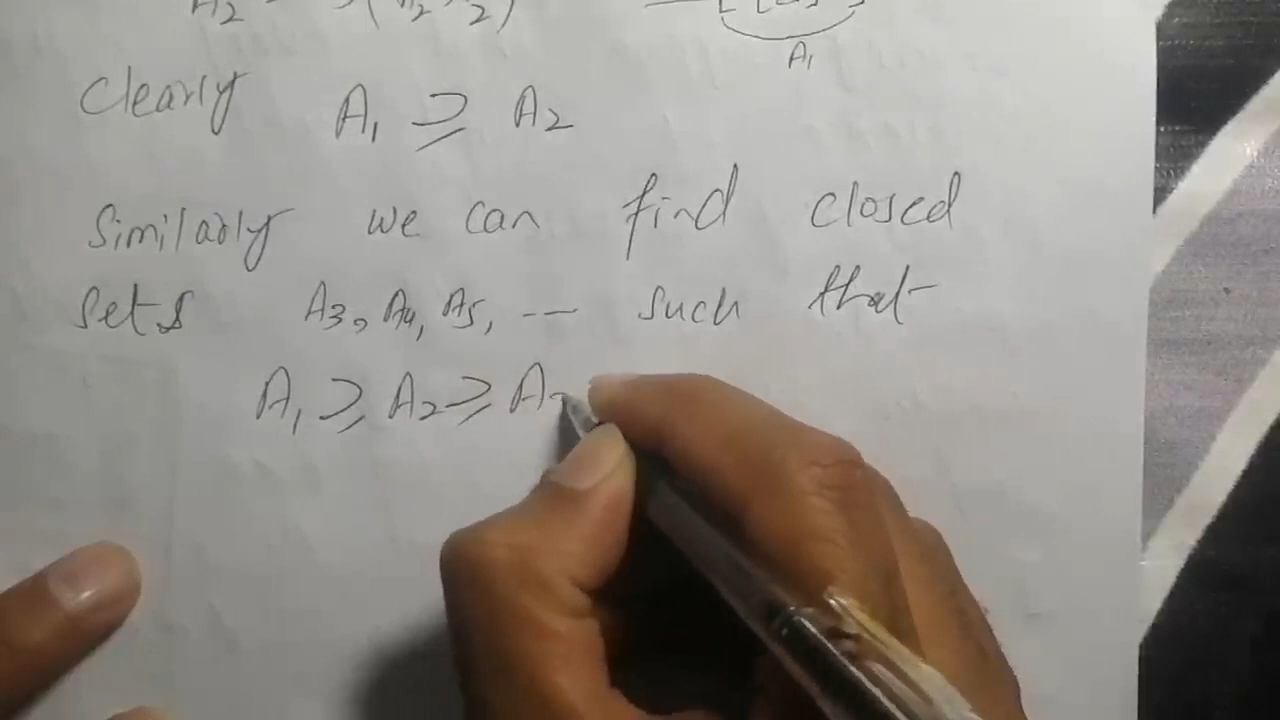 A₁
Clearly A₁ ⊇ A₂
Similarly we can find closed
sets A₃, A₄, A₅, --- such that
A₁ ⊇ A₂ ⊇ A